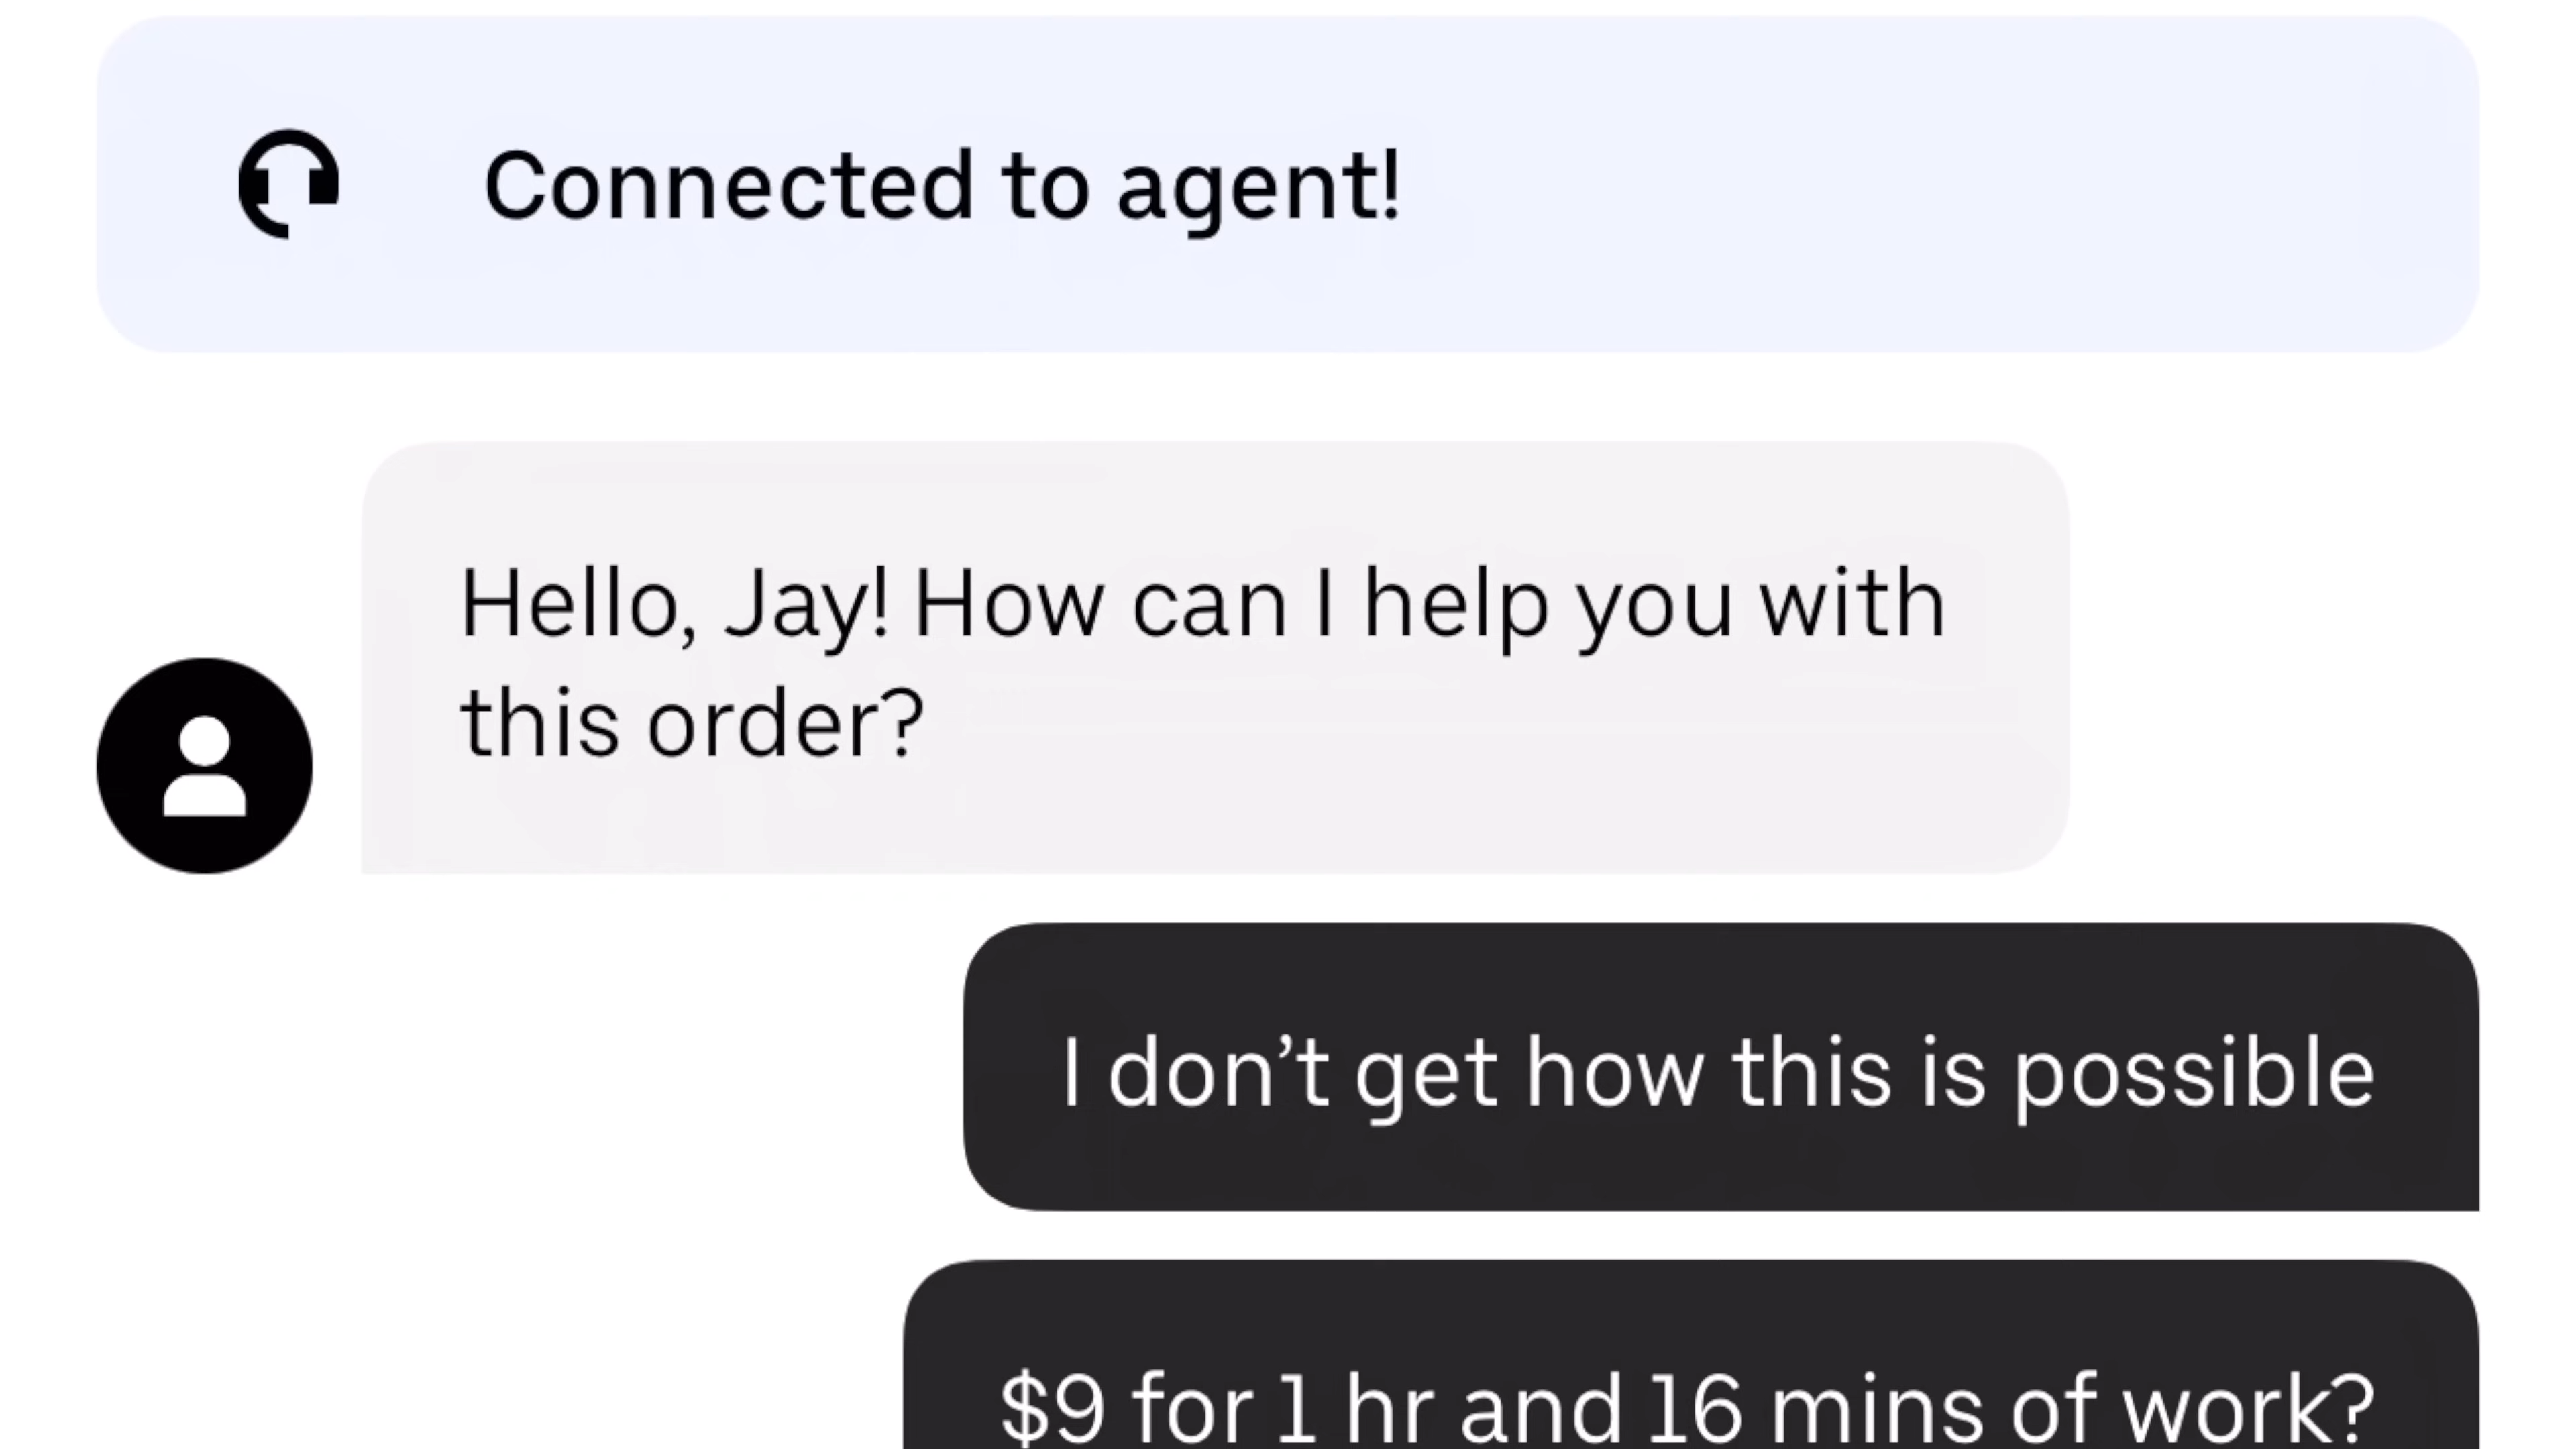 Connected to agent!
Hello, Jay! How can I help you with
this order?
I don’t get how this is possible
$9 for 1 hr and 16 mins of work?